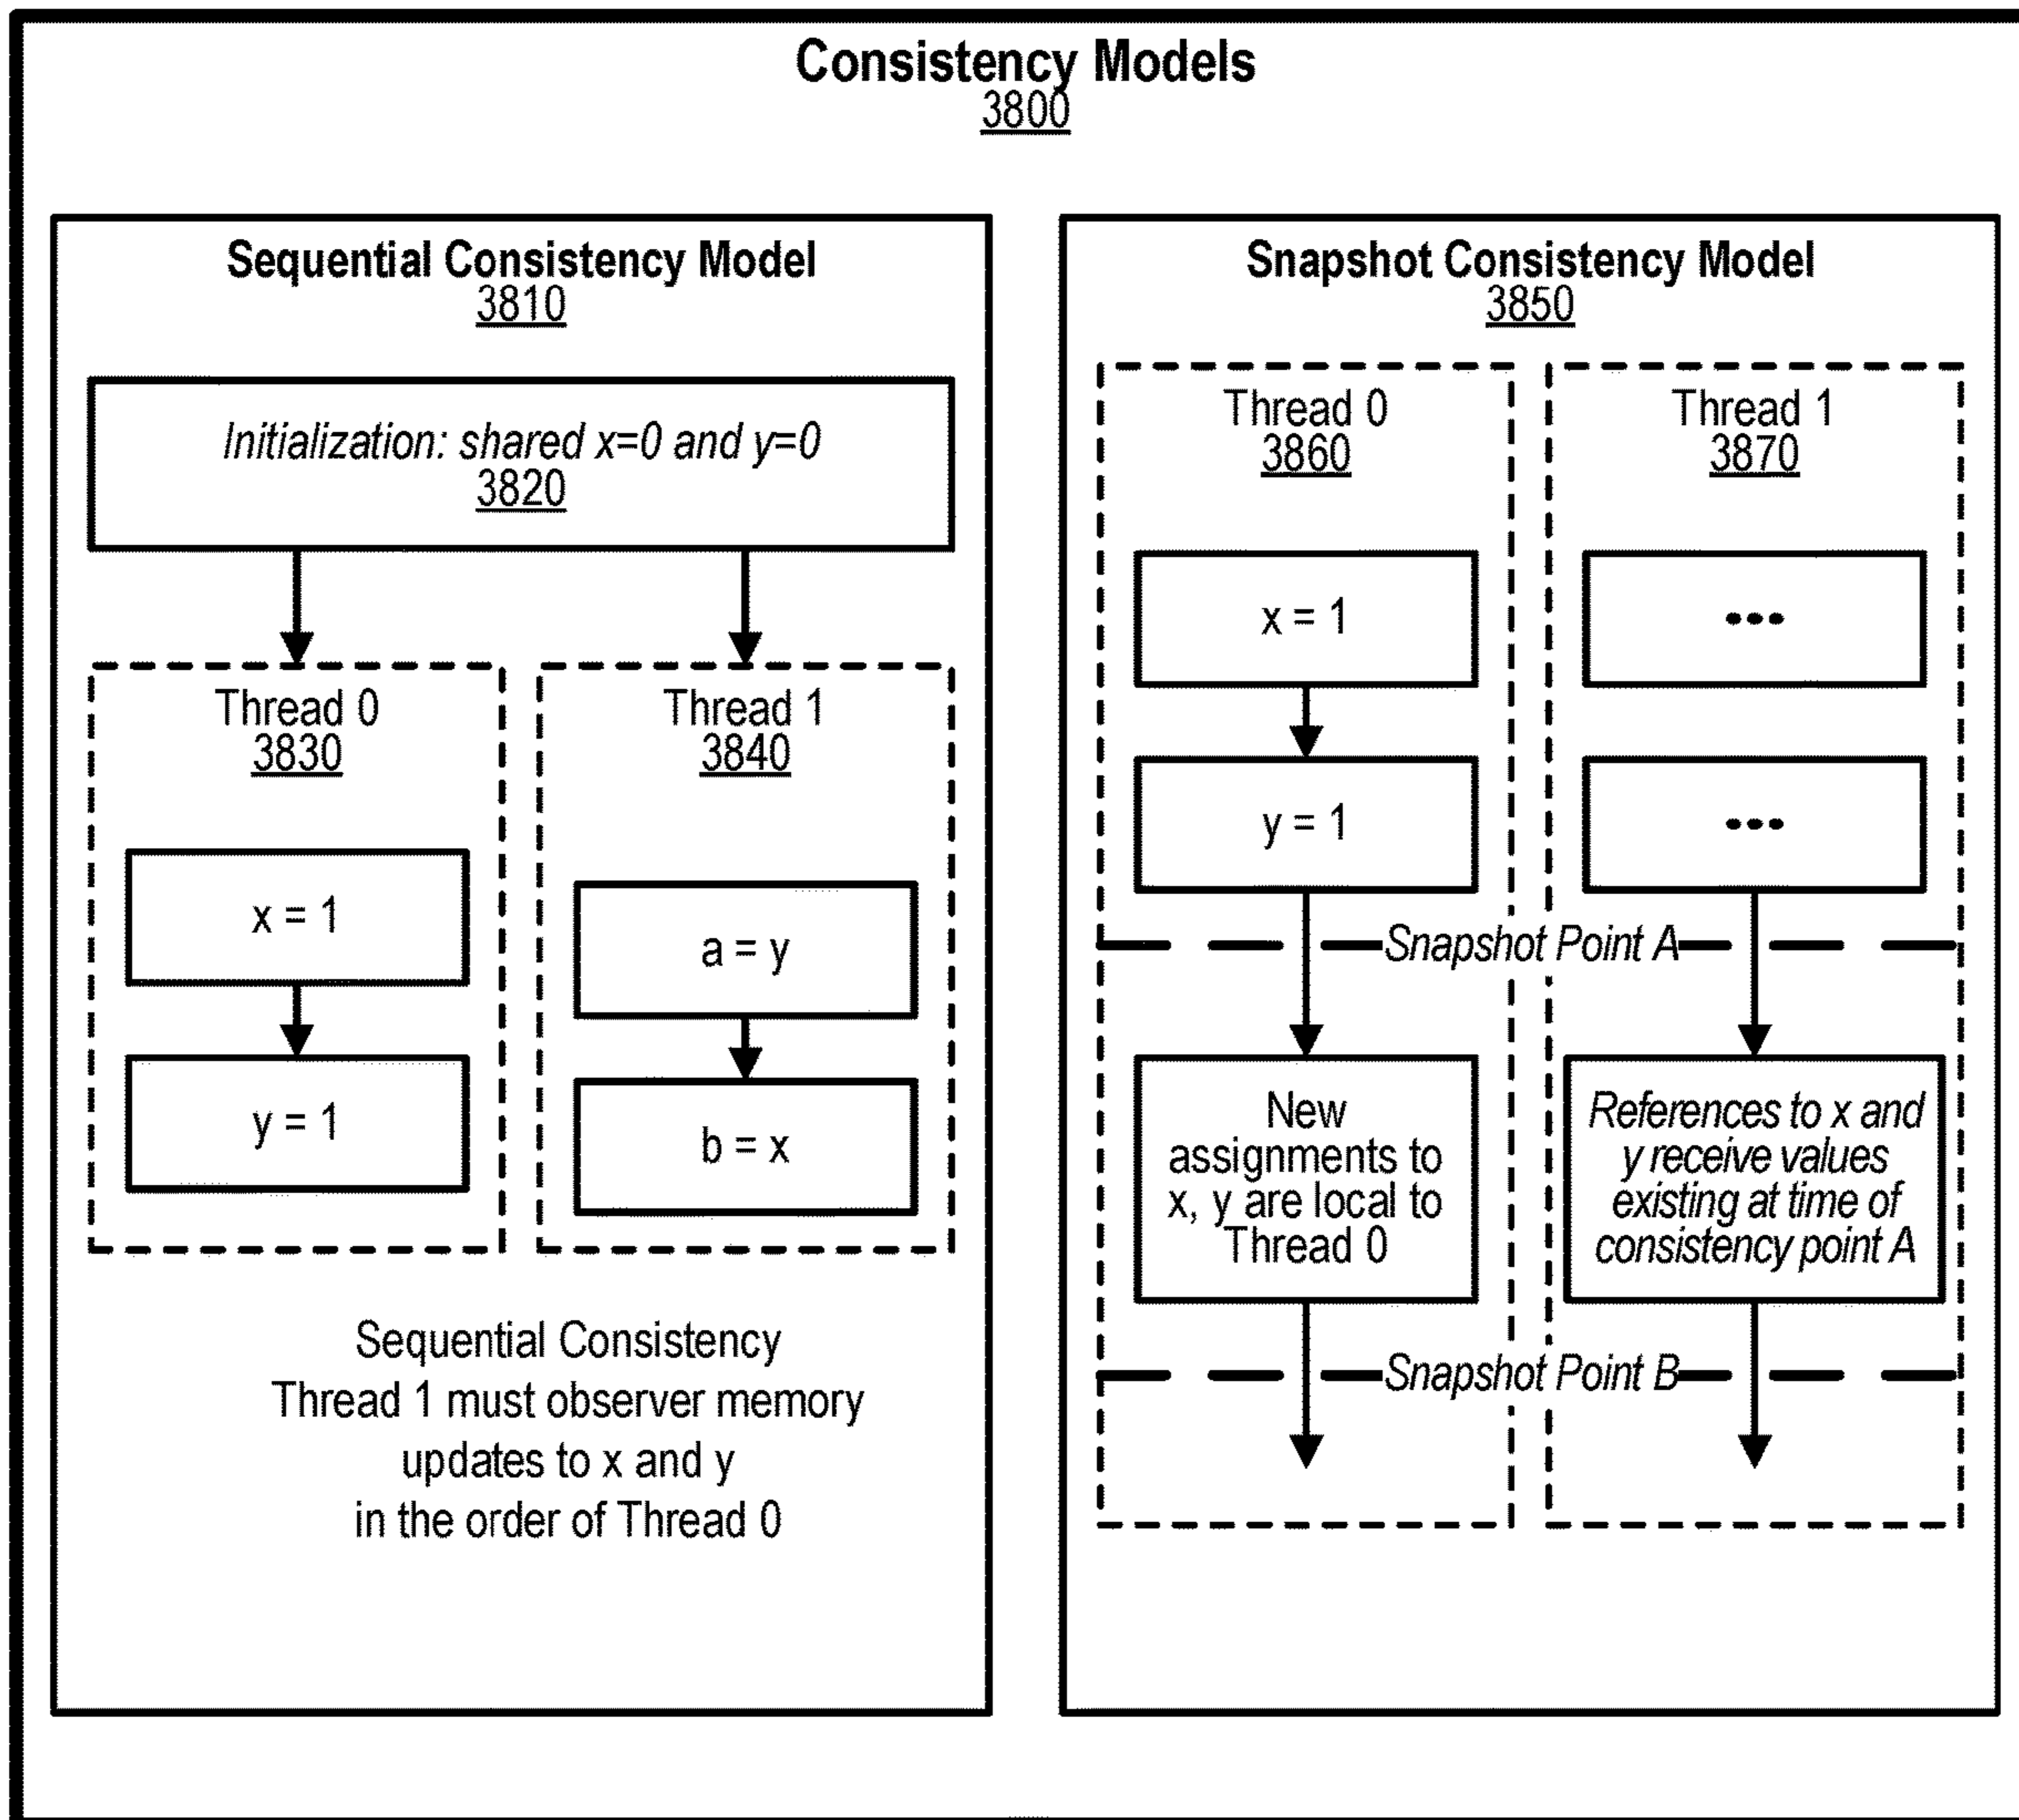 Consistency Models
3800
Sequential Consistency Model
3810
Initialization: shared x=0 and y=0
3820
Thread 0
3830
x = 1
y = 1
Thread 1
3840
a = y
b = x
Sequential Consistency
Thread 1 must observer memory
updates to x and y
in the order of Thread 0
Snapshot Consistency Model
3850
Thread 0
3860
x = 1
y = 1
Thread 1
3870
•••
•••
Snapshot Point A
New
assignments to
x, y are local to
Thread 0
References to x and
y receive values
existing at time of
consistency point A
Snapshot Point B